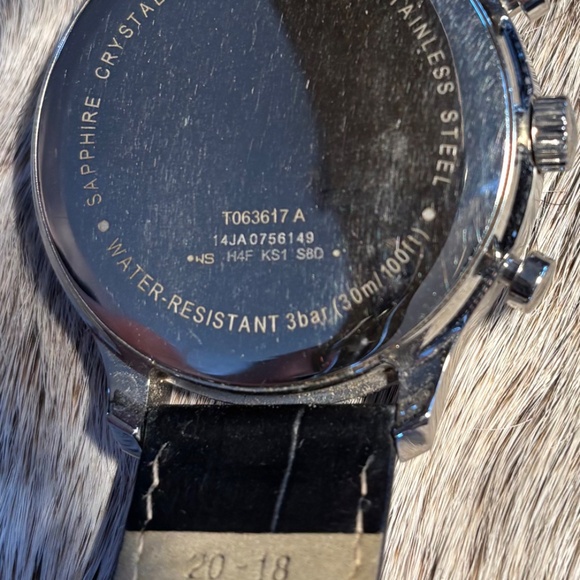 SAPPHIRE CRYSTAL
STAINLESS STEEL
T063617 A
14JA0756149
WS H4F KS1 S8D
• WATER-RESISTANT 3bar (30m/100ft) •
20-18